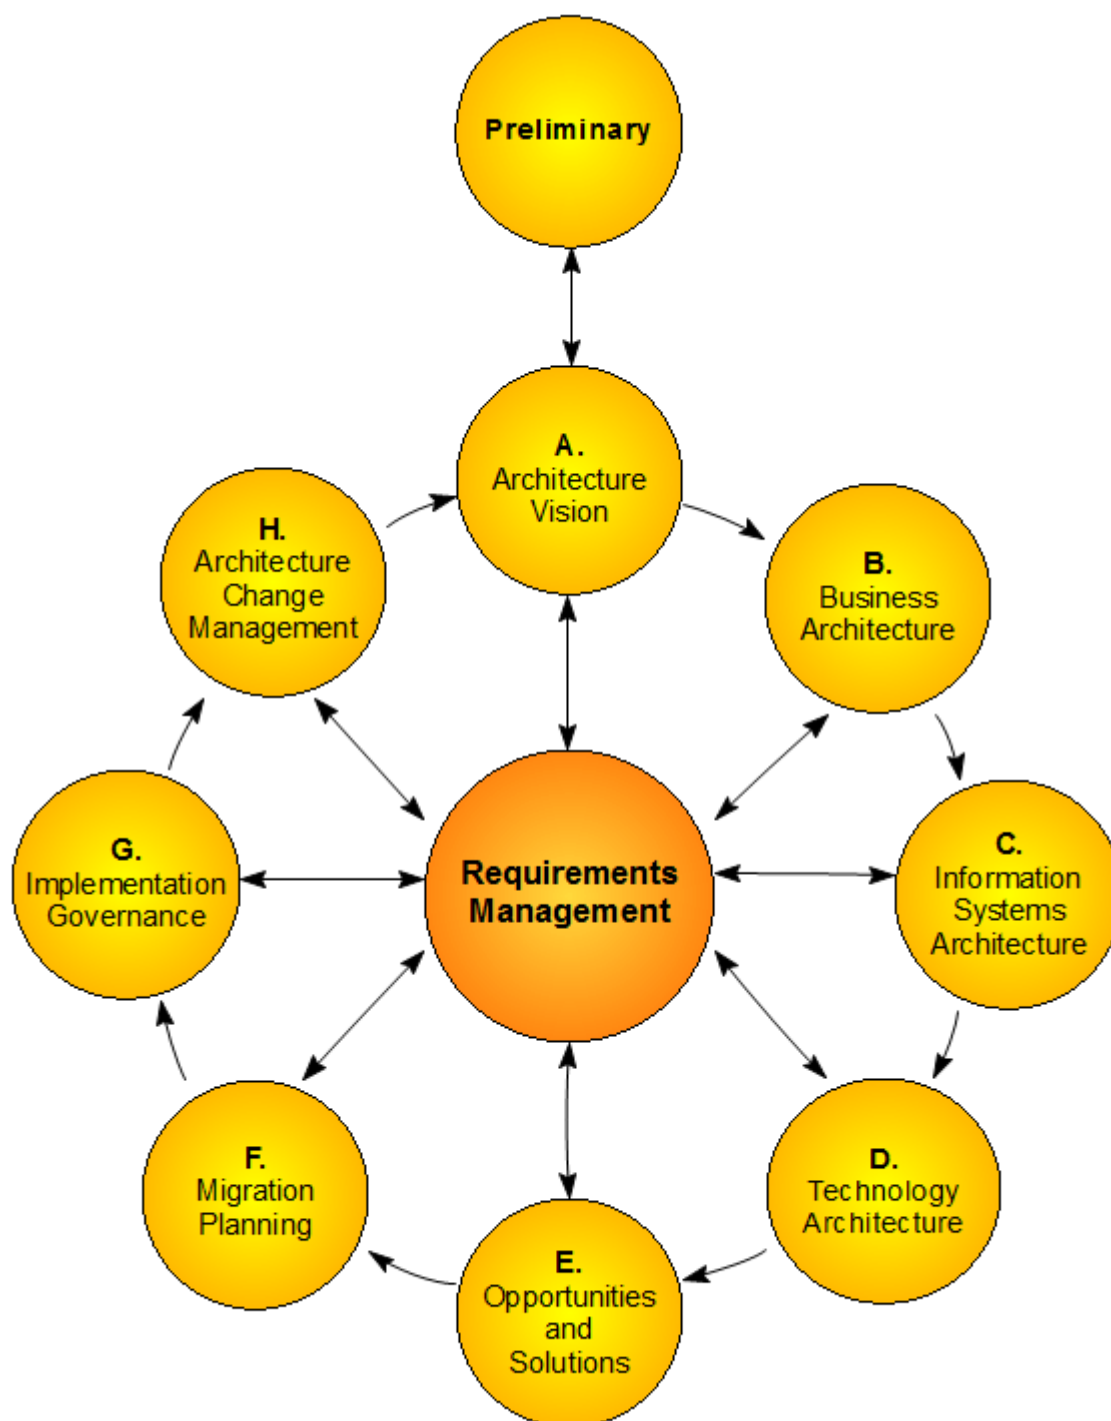 Preliminary
A.
Architecture
Vision
B.
Business
Architecture
C.
Information
Systems
Architecture
D.
Technology
Architecture
E.
Opportunities
and
Solutions
F.
Migration
Planning
G.
Implementation
Governance
H.
Architecture
Change
Management
Requirements
Management